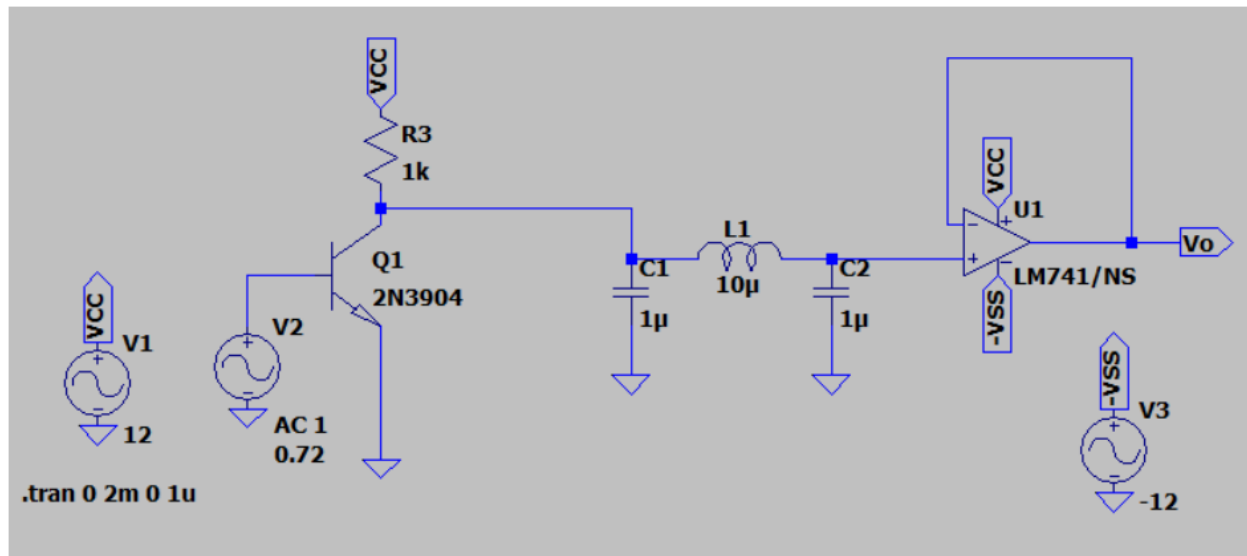 VCC
R3
1k
Q1
2N3904
C1
1µ
L1
10µ
C2
1µ
VCC
U1
LM741/NS
-VSS
Vo
VCC
V1
12
V2
AC 1
0.72
-VSS
V3
-12
.tran 0 2m 0 1u